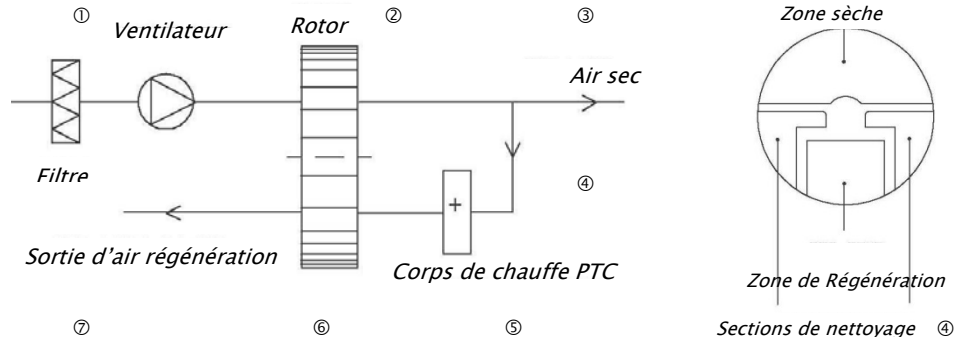 ① ② ③ Zone sèche
Ventilateur Rotor
Air sec
Filtre ④
+
Sortie d'air régénération Corps de chauffe PTC
Zone de Régénération
⑦ ⑥ ⑤ Sections de nettoyage ④